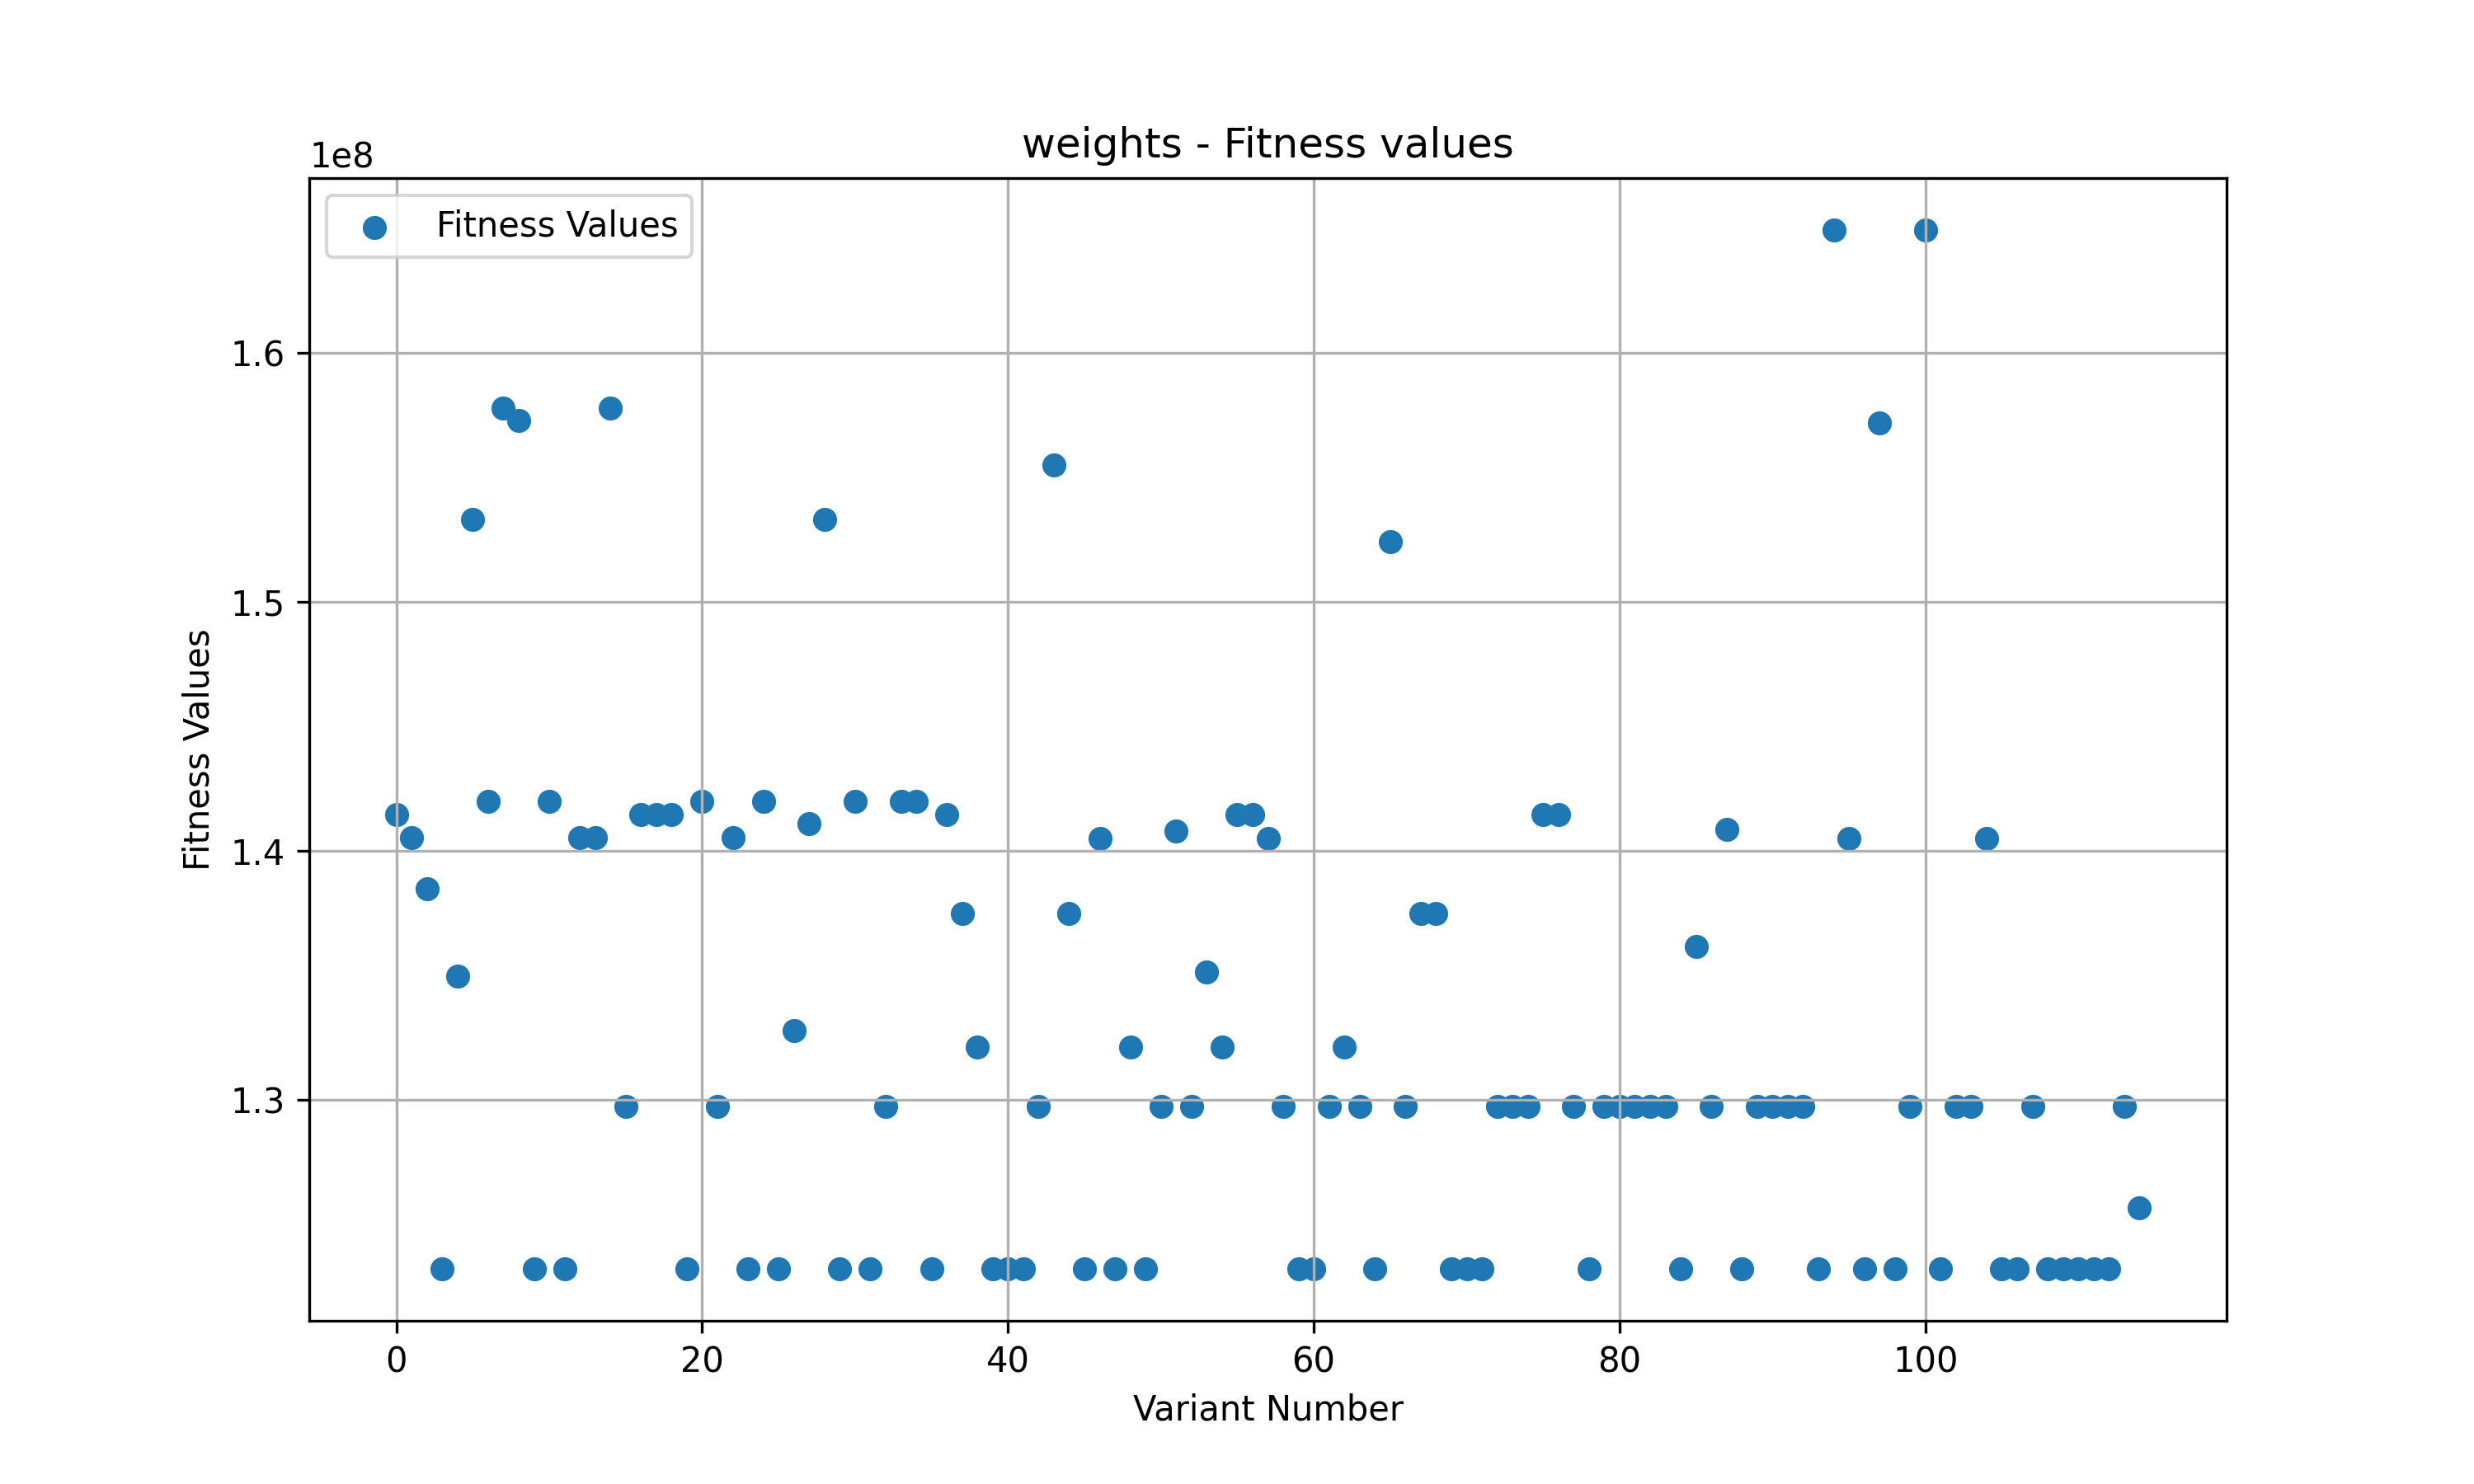 weights - Fitness values
1e8
Fitness Values
1.6
1.5
1.4
1.3
Fitness Values
0 20 40 60 80 100
Variant Number